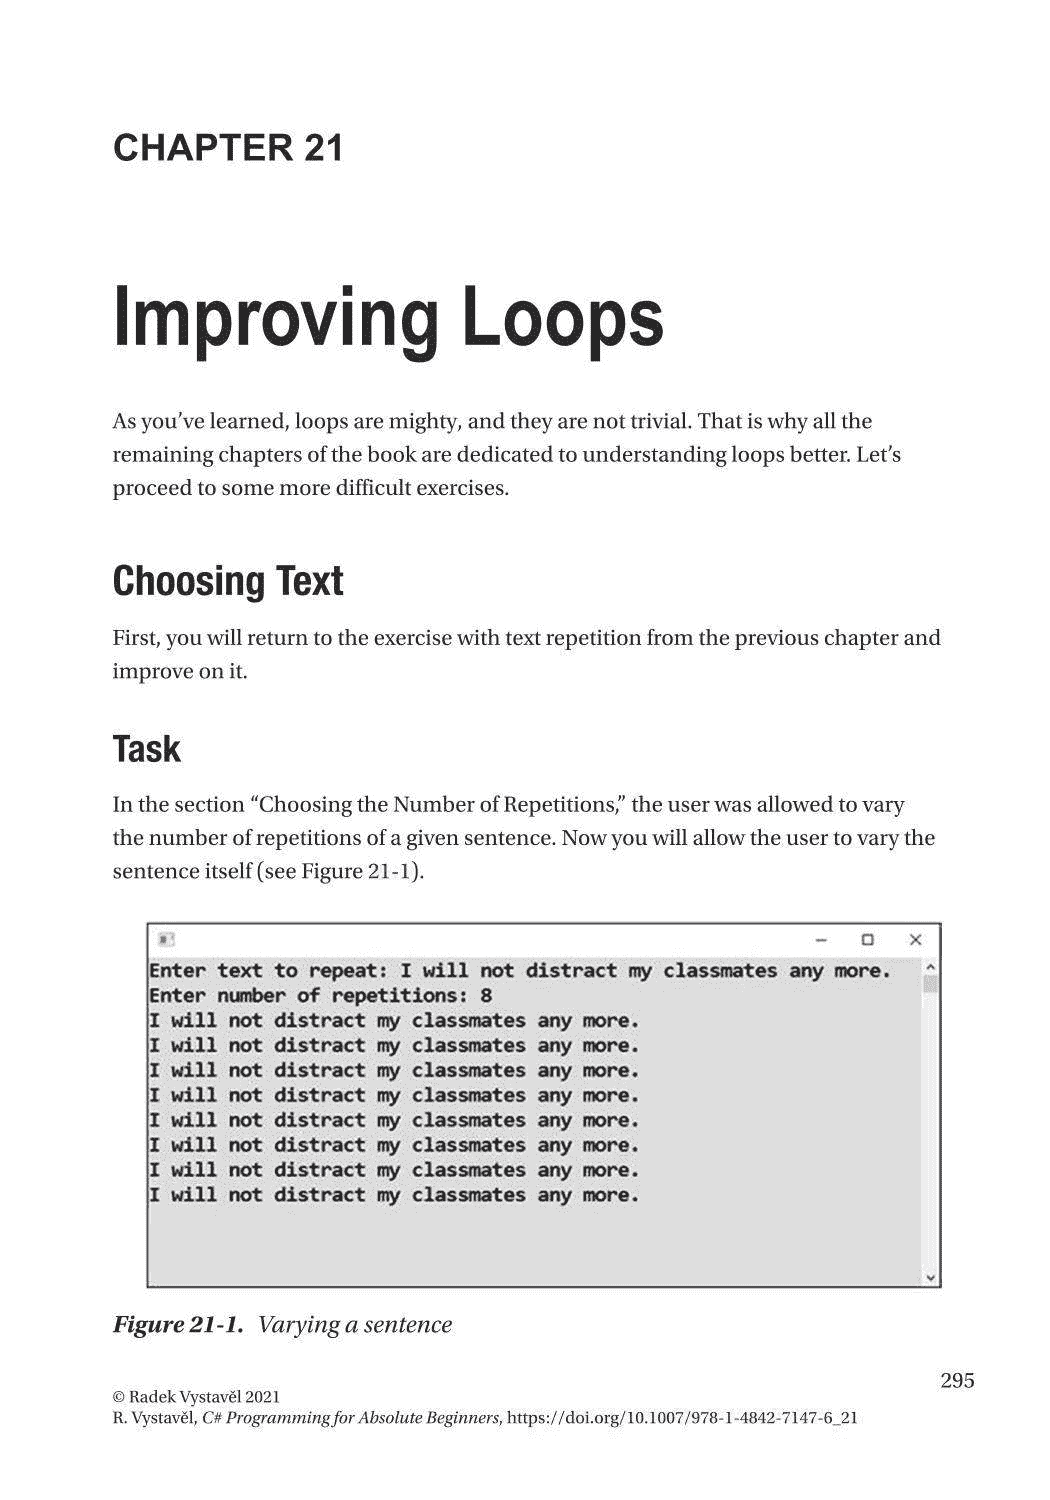 CHAPTER 21
Improving Loops
As you’ve learned, loops are mighty, and they are not trivial. That is why all the
remaining chapters of the book are dedicated to understanding loops better. Let’s
proceed to some more difficult exercises.
Choosing Text
First, you will return to the exercise with text repetition from the previous chapter and
improve on it.
Task
In the section “Choosing the Number of Repetitions,” the user was allowed to vary
the number of repetitions of a given sentence. Now you will allow the user to vary the
sentence itself (see Figure 21-1).
Enter text to repeat: I will not distract my classmates any more.
Enter number of repetitions: 8
I will not distract my classmates any more.
I will not distract my classmates any more.
I will not distract my classmates any more.
I will not distract my classmates any more.
I will not distract my classmates any more.
I will not distract my classmates any more.
I will not distract my classmates any more.
I will not distract my classmates any more.
Figure 21-1. Varying a sentence
295
© Radek Vystavěl 2021
R. Vystavěl, C# Programming for Absolute Beginners, https://doi.org/10.1007/978-1-4842-7147-6_21